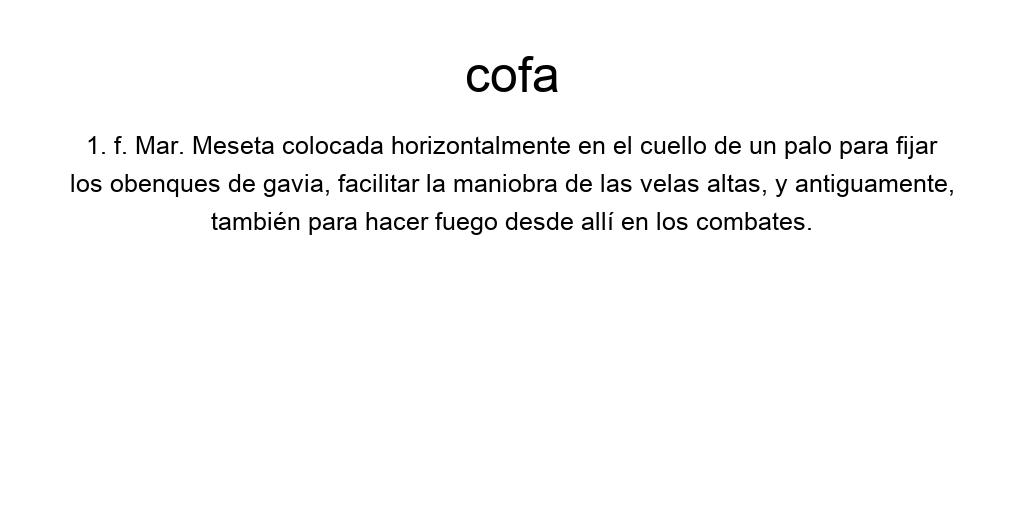 cofa
1. f. Mar. Meseta colocada horizontalmente en el cuello de un palo para fijar
los obenques de gavia, facilitar la maniobra de las velas altas, y antiguamente,
también para hacer fuego desde allí en los combates.